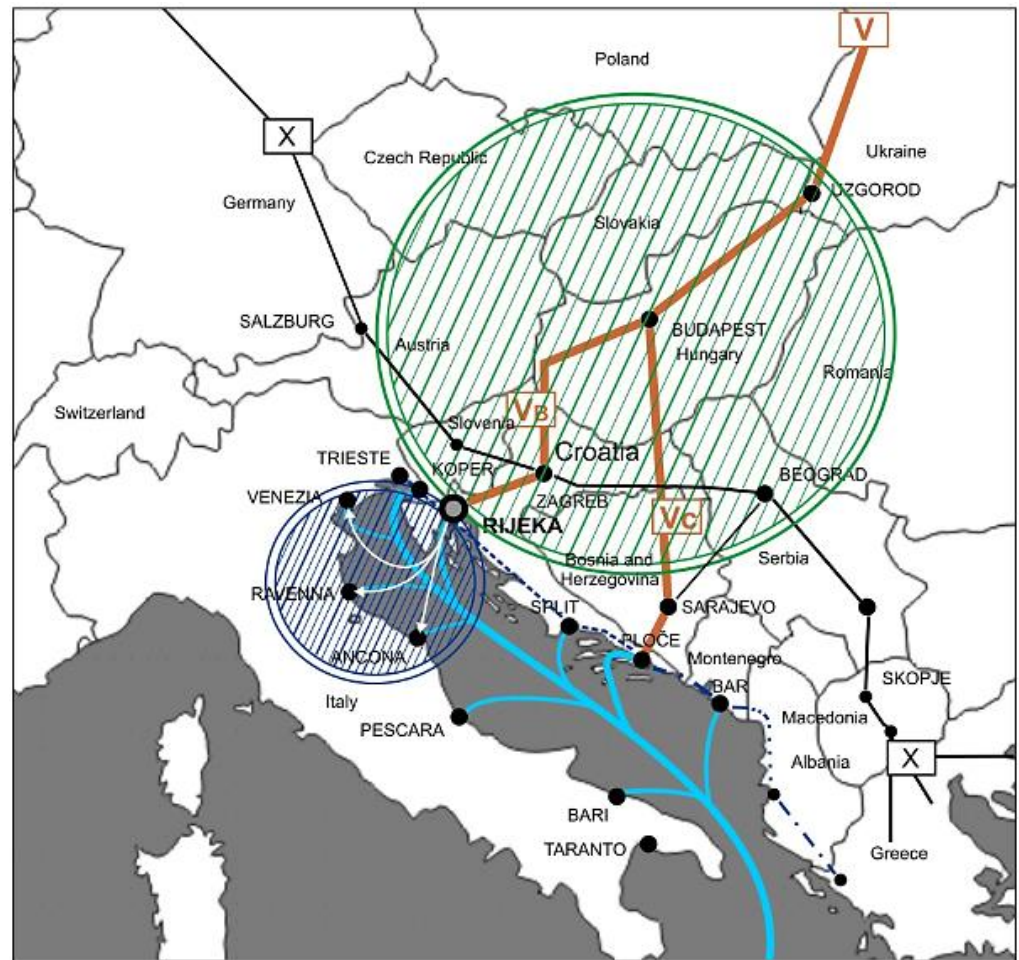 V
Poland
X
Ukraine
Czech Republic
UZGOROD
Germany
Slovakia
SALZBURG
BUDAPEST
Austria
Hungary
Romania
Switzerland
VB
Slovenia
Croatia
TRIESTE
KOPER
BEOGRAD
VENEZIA
ZAGREB
RIJEKA
VC
Bosnia and
Herzegovina
Serbia
RAVENNA
SPLIT
SARAJEVO
PLOČE
ANCONA
Montenegro
SKOPJE
BAR
Italy
Macedonia
PESCARA
X
Albania
BARI
TARANTO
Greece